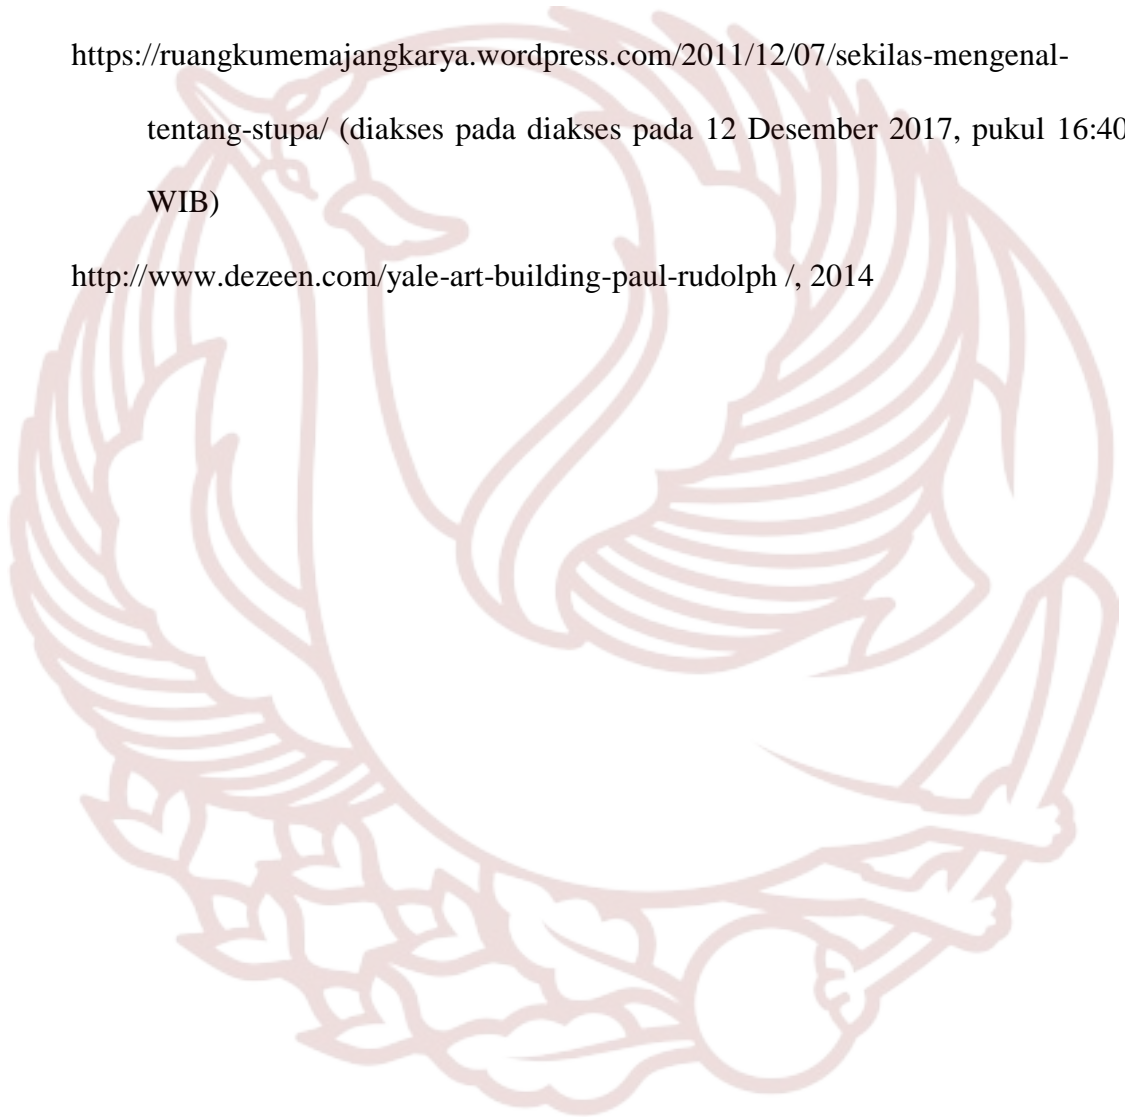 https://ruangkumemajangkarya.wordpress.com/2011/12/07/sekilas-mengenal-
tentang-stupa/ (diakses pada diakses pada 12 Desember 2017, pukul 16:40
WIB)
http://www.dezeen.com/yale-art-building-paul-rudolph /, 2014